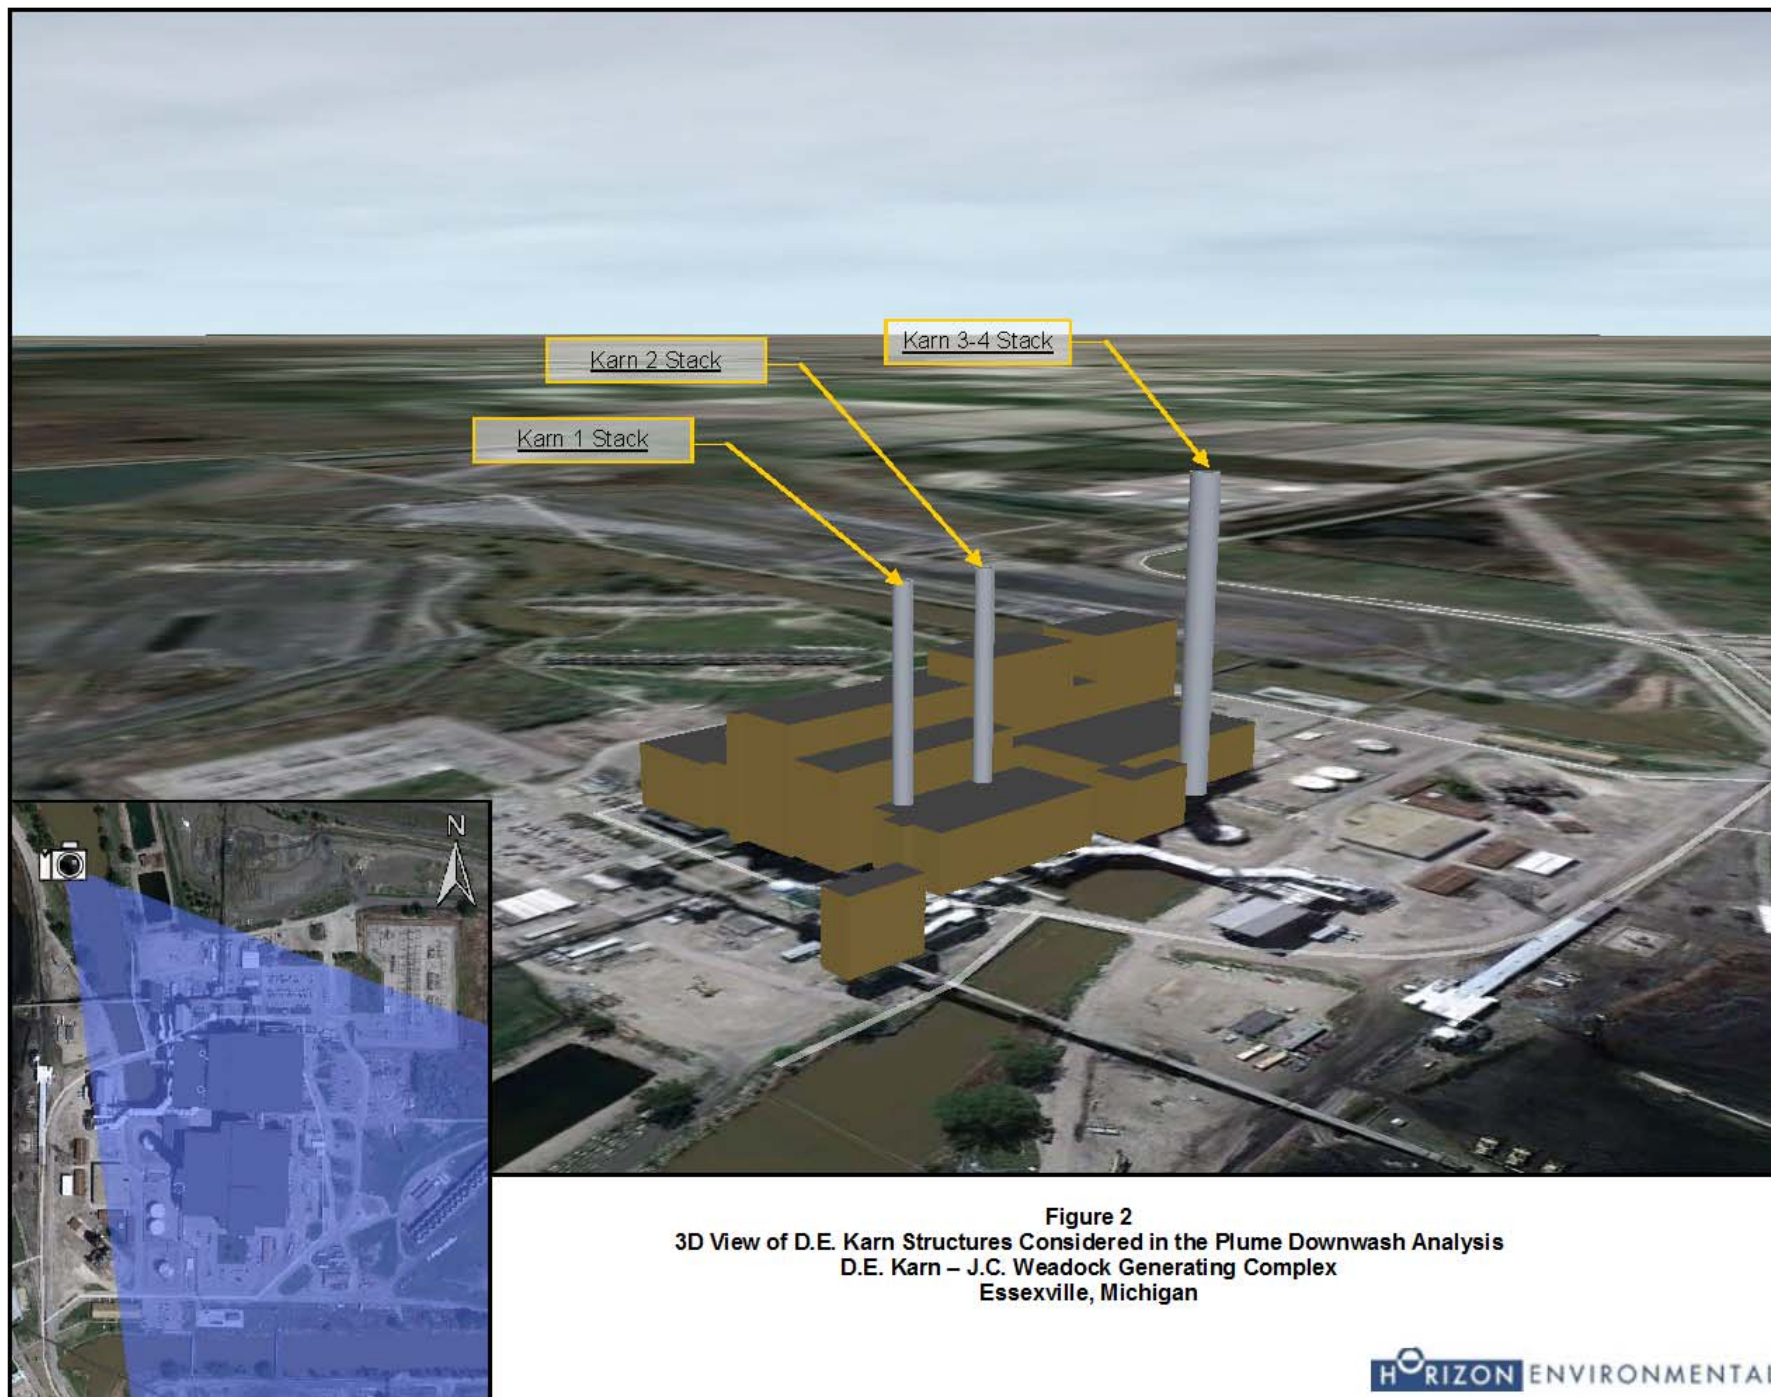 Karn 3-4 Stack
Karn 2 Stack
Karn 1 Stack
N
Figure 2
3D View of D.E. Karn Structures Considered in the Plume Downwash Analysis
D.E. Karn – J.C. Weadock Generating Complex
Essexville, Michigan
HORIZON ENVIRONMENTAL